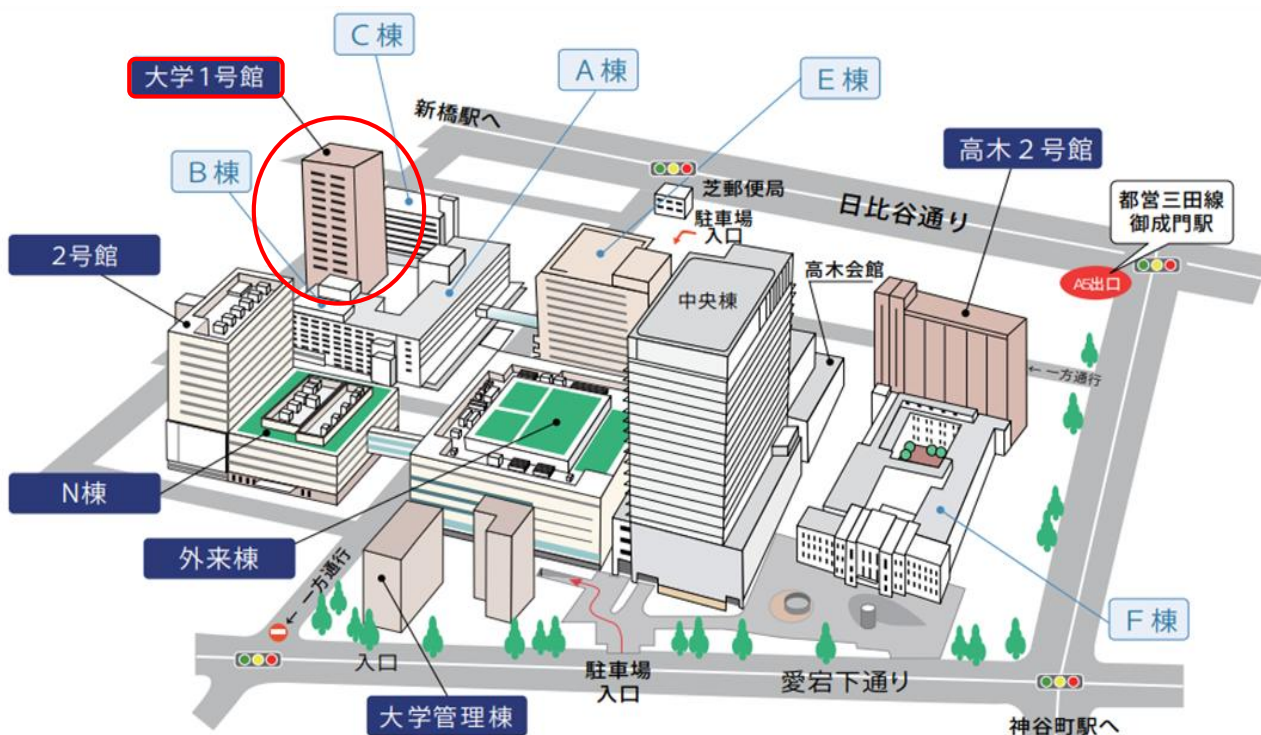 C棟
大学1号館
A棟
E棟
新橋駅へ
高木2号館
B棟
芝郵便局
日比谷通り
都営三田線
御成門駅
駐車場
入口
2号館
高木会館
A5出口
中央棟
←一方通行
N棟
外来棟
←一方通行
F棟
入口
駐車場
入口
愛宕下通り
大学管理棟
神谷町駅へ